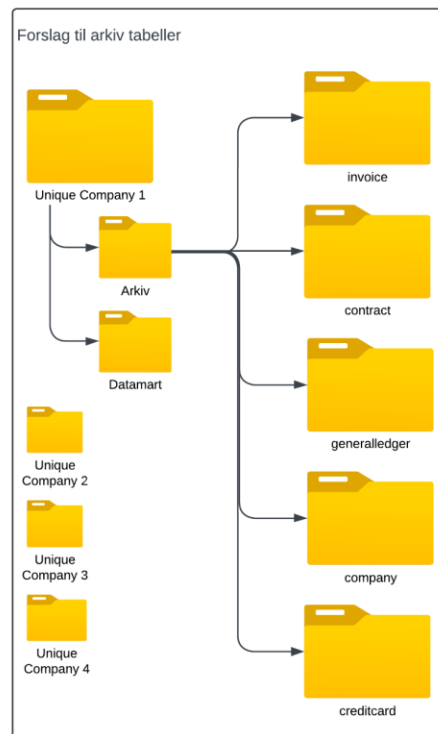 Forslag til arkiv tabeller
Unique Company 1
Arkiv
Datamart
Unique
Company 2
Unique
Company 3
Unique
Company 4
invoice
contract
generalledger
company
creditcard